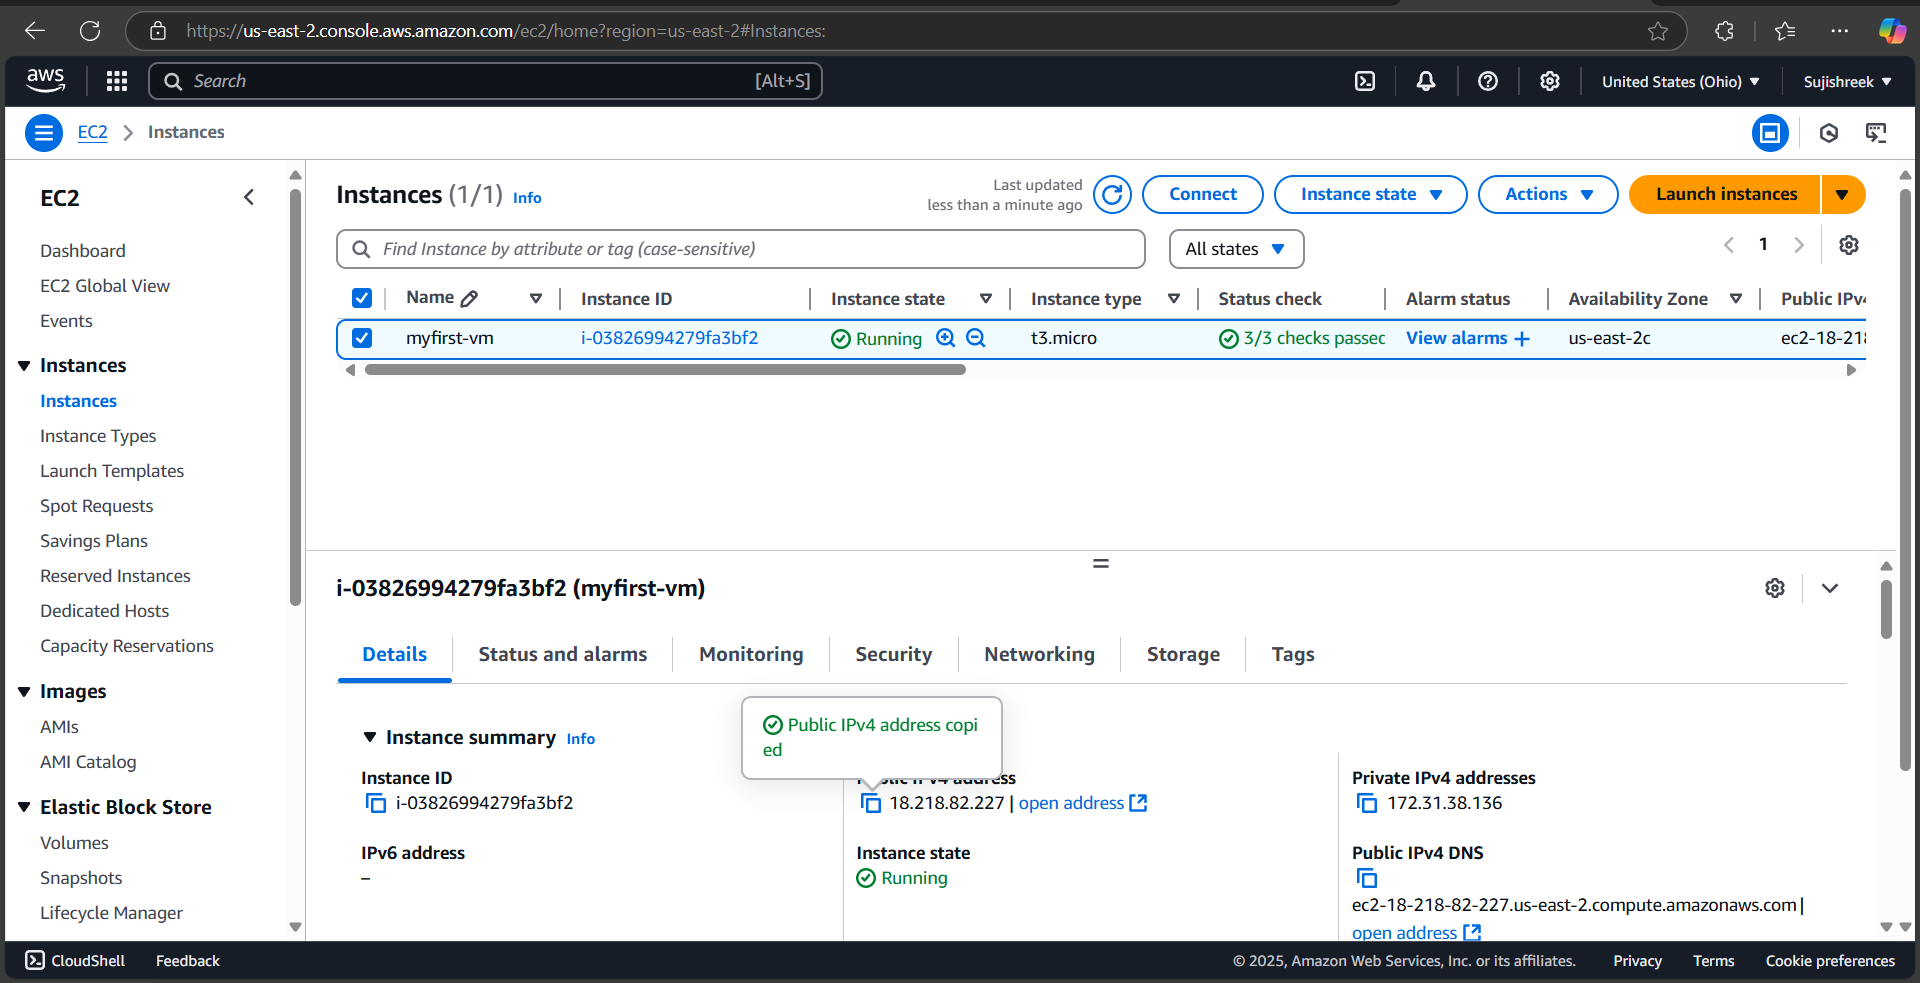 https://us-east-2.console.aws.amazon.com/ec2/home?region=us-east-2#Instances:
aws Search [Alt+S] United States (Ohio) Sujishreek
EC2 Instances
EC2
Dashboard
EC2 Global View
Events
Instances
Instances
Instance Types
Launch Templates
Spot Requests
Savings Plans
Reserved Instances
Dedicated Hosts
Capacity Reservations
Images
AMIs
AMI Catalog
Elastic Block Store
Volumes
Snapshots
Lifecycle Manager
Instances (1/1) Info
Last updated
less than a minute ago
Connect Instance state Actions Launch instances
Find Instance by attribute or tag (case-sensitive) All states 1
Name Instance ID Instance state Instance type Status check Alarm status Availability Zone Public IPv4
myfirst-vm i-03826994279fa3bf2 Running t3.micro 3/3 checks passed View alarms + us-east-2c ec2-18-218
i-03826994279fa3bf2 (myfirst-vm)
Details Status and alarms Monitoring Security Networking Storage Tags
Public IPv4 address copi
ed
Instance summary Info
Instance ID
i-03826994279fa3bf2
IPv6 address
–
Public IPv4 address
18.218.82.227 | open address
Instance state
Running
Private IPv4 addresses
172.31.38.136
Public IPv4 DNS
ec2-18-218-82-227.us-east-2.compute.amazonaws.com |
open address
CloudShell Feedback © 2025, Amazon Web Services, Inc. or its affiliates. Privacy Terms Cookie preferences